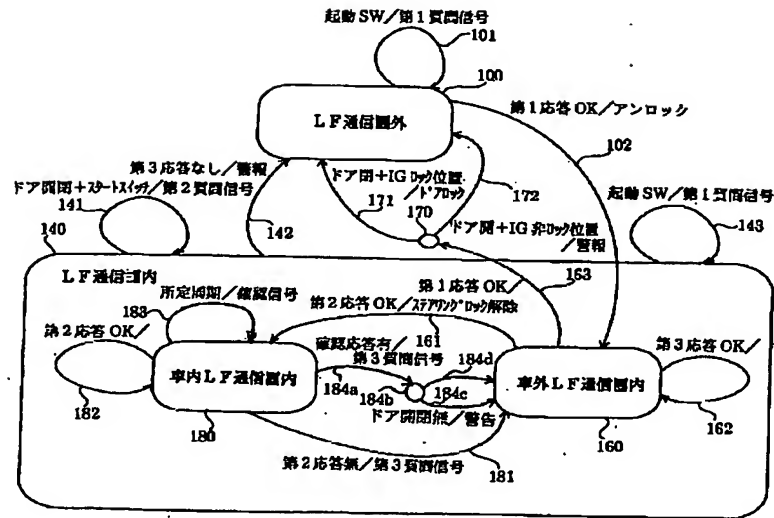 起動SW/第1質問信号
101
100
LF通信圏外
第1応答OK/アンロック
102
第3応答なし/警報
ドア開閉+スタートスイッチ/第2質問信号
141
142
ドア閉+IGロック位置
/ドアロック
171
170
172
起動SW/第1質問信号
143
140
ドア開+IG非ロック位置
/警報
LF通信圏内
163
所定周期/確認信号
183
第1応答OK/
第2応答OK/ステアリングロック解除
161
第2応答OK/
確認応答有/
第3質問信号
184d
第3応答OK/
車内LF通信圏内
184a
184b
184c
車外LF通信圏内
182
180
ドア開閉無/警告
160
162
第2応答無/第3質問信号
181